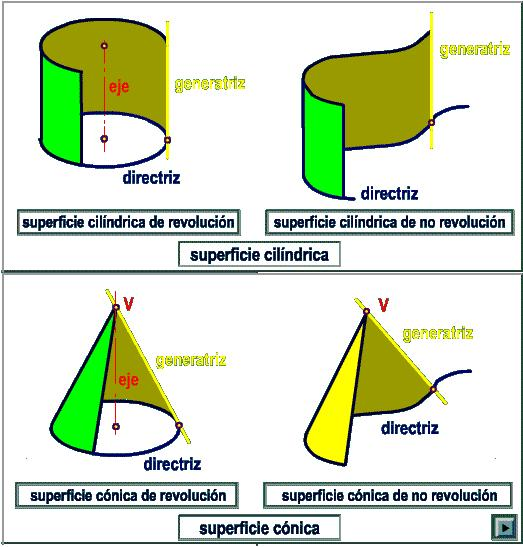 generatriz
eje
directriz
superficie cilíndrica de revolución
generatriz
directriz
superficie cilíndrica de no revolución
superficie cilíndrica
V
generatriz
eje
directriz
superficie cónica de revolución
V
generatriz
directriz
superficie cónica de no revolución
superficie cónica